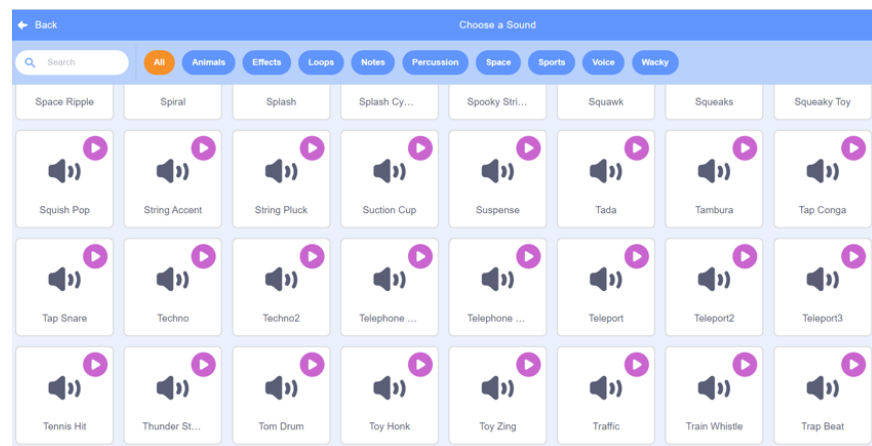 Back
Choose a Sound
Search
All Animals Effects Loops Notes Percussion Space Sports Voice Wacky
Space Ripple Spiral Splash Splash Cy... Spooky Stri... Squawk Squeaks Squeaky Toy
Squish Pop String Accent String Pluck Suction Cup Suspense Tada Tambura Tap Conga
Tap Snare Techno Techno2 Telephone ... Telephone ... Teleport Teleport2 Teleport3
Tennis Hit Thunder St... Tom Drum Toy Honk Toy Zing Traffic Train Whistle Trap Beat